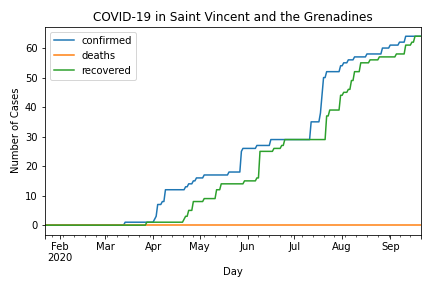 COVID-19 in Saint Vincent and the Grenadines
confirmed
deaths
recovered
Number of Cases
60
50
40
30
20
10
0
Feb Mar Apr May Jun Jul Aug Sep
2020
Day